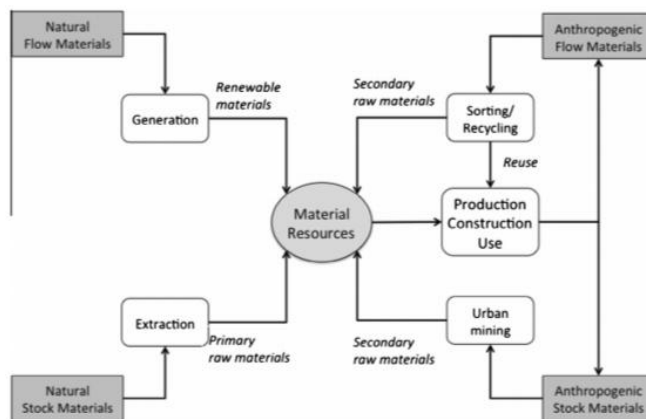 Natural
Flow Materials
Anthropogenic
Flow Materials
Renewable
materials
Secondary
raw materials
Generation
Sorting/
Recycling
Reuse
Material
Resources
Production
Construction
Use
Extraction
Primary
raw materials
Secondary
raw materials
Urban
mining
Natural
Stock Materials
Anthropogenic
Stock Materials